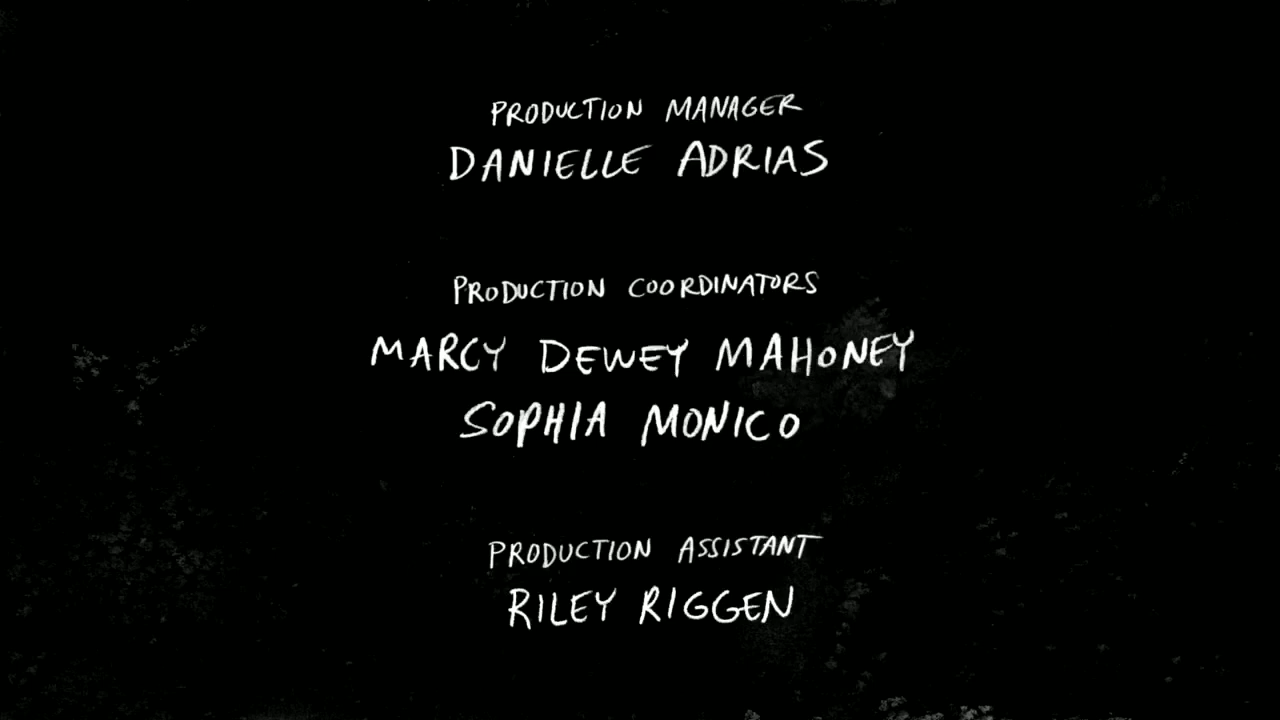 PRODUCTION MANAGER
DANIELLE ADRIAS
PRODUCTION COORDINATORS
MARCY DEWEY MAHONEY
SOPHIA MONICO
PRODUCTION ASSISTANT
RILEY RIGGEN